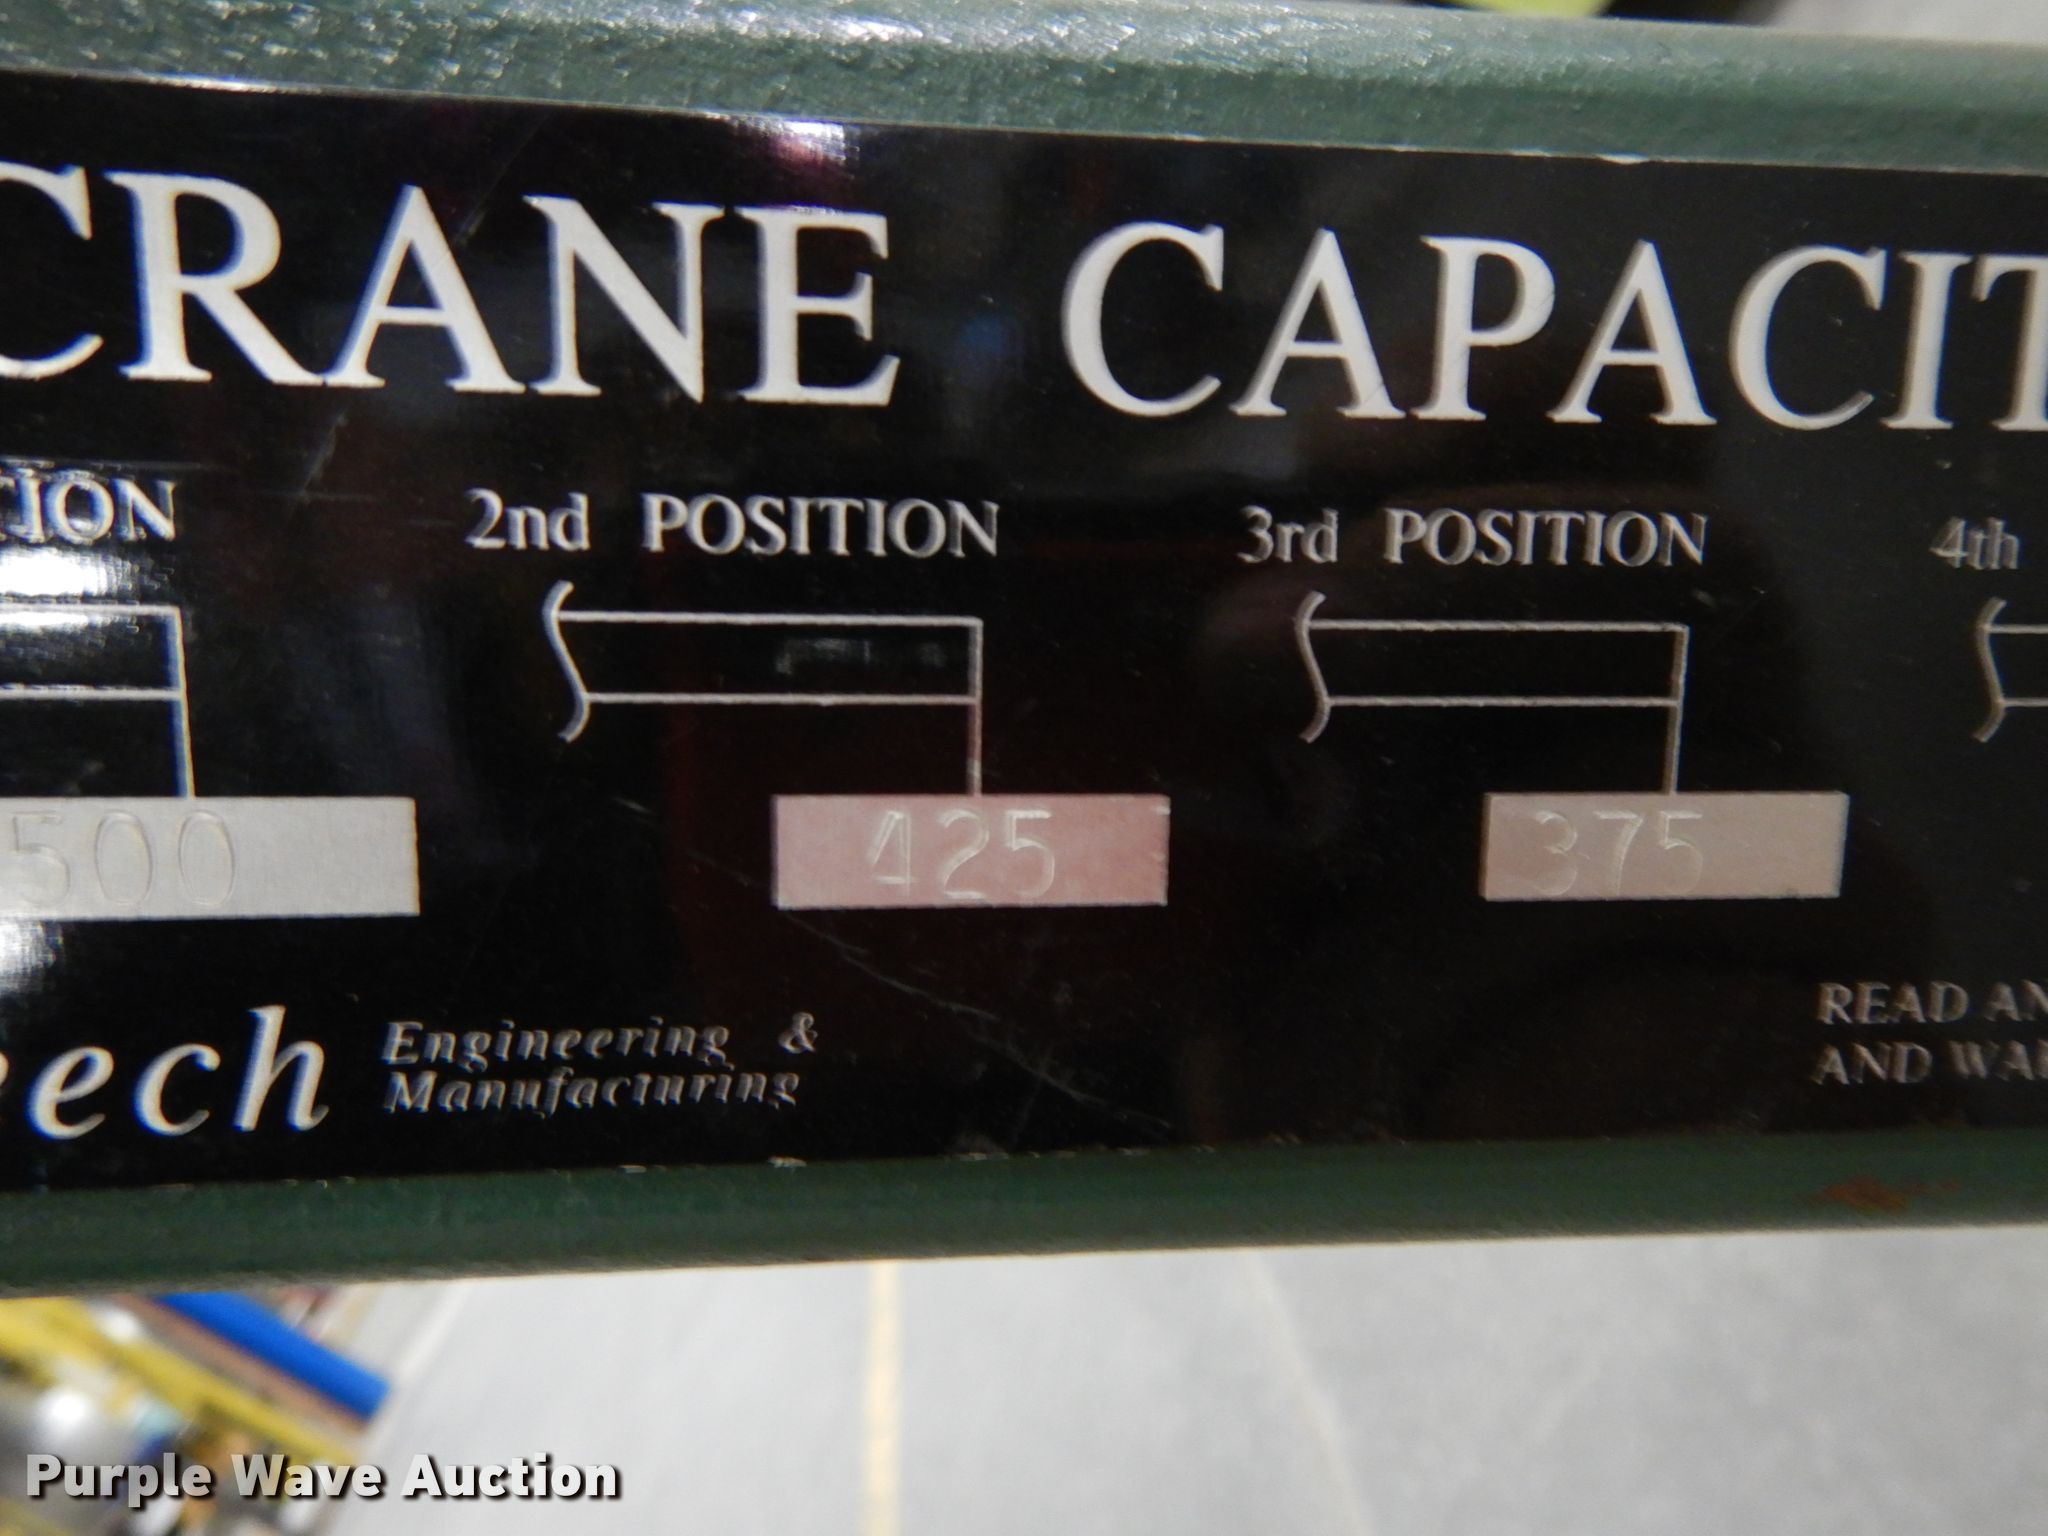 CRANE CAPACIT
TION 2nd POSITION 3rd POSITION 4th
500 425 375
ech Engineering &
Manufacturing
READ AN
AND WAR
Purple Wave Auction